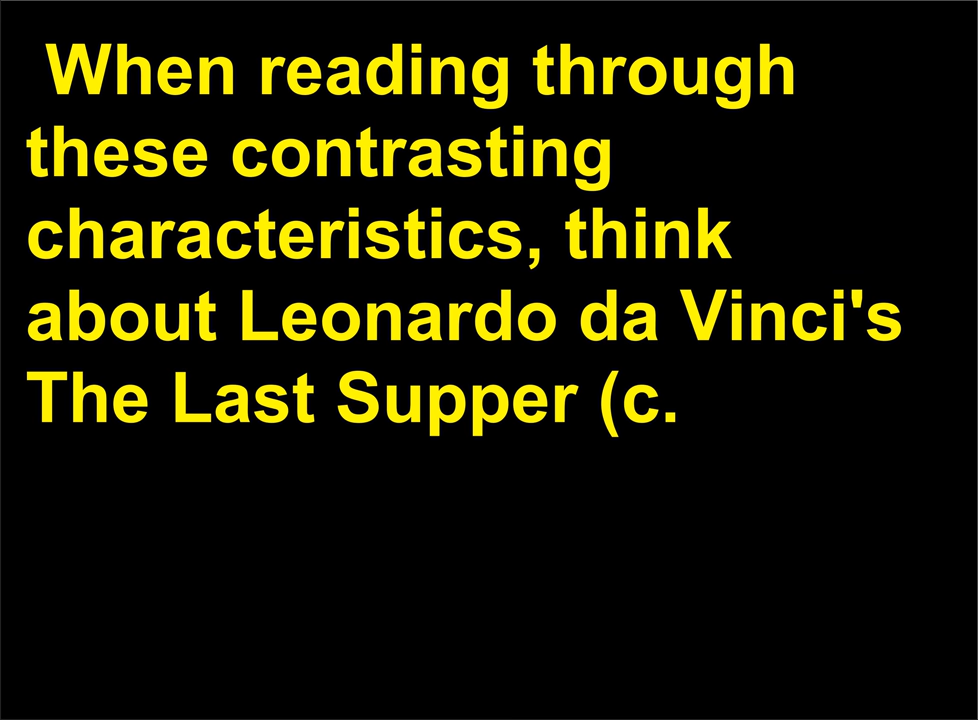 When reading through
these contrasting
characteristics, think
about Leonardo da Vinci's
The Last Supper (c.